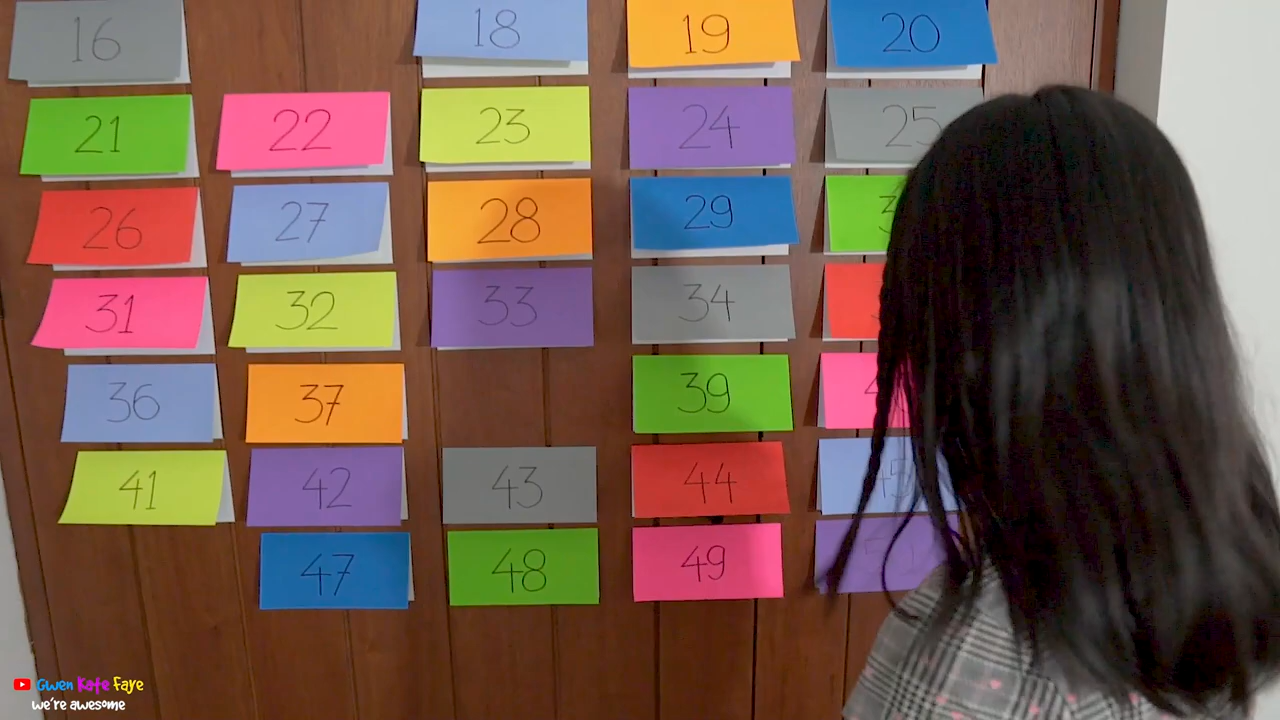 16 18 19 20
21 22 23 24 25
26 27 28 29
31 32 33 34
36 37 39
41 42 43 44 45
47 48 49
Gwen Kate Faye
we're awesome